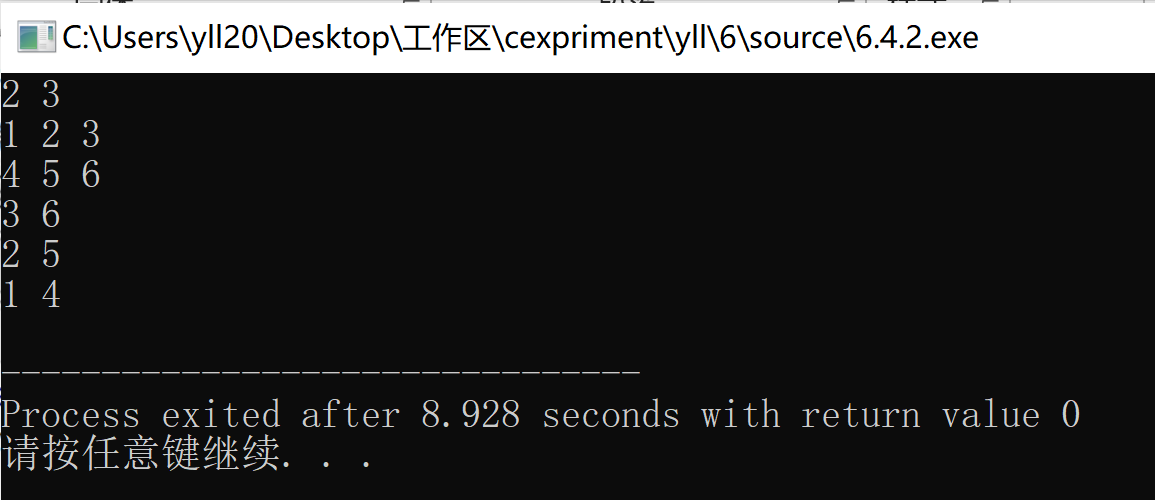 C:\Users\yll20\Desktop\工作区\cexpriment\yll\6\source\6.4.2.exe
2 3
1 2 3
4 5 6
3 6
2 5
1 4
--------------------------------
Process exited after 8.928 seconds with return value 0
请按任意键继续. . .